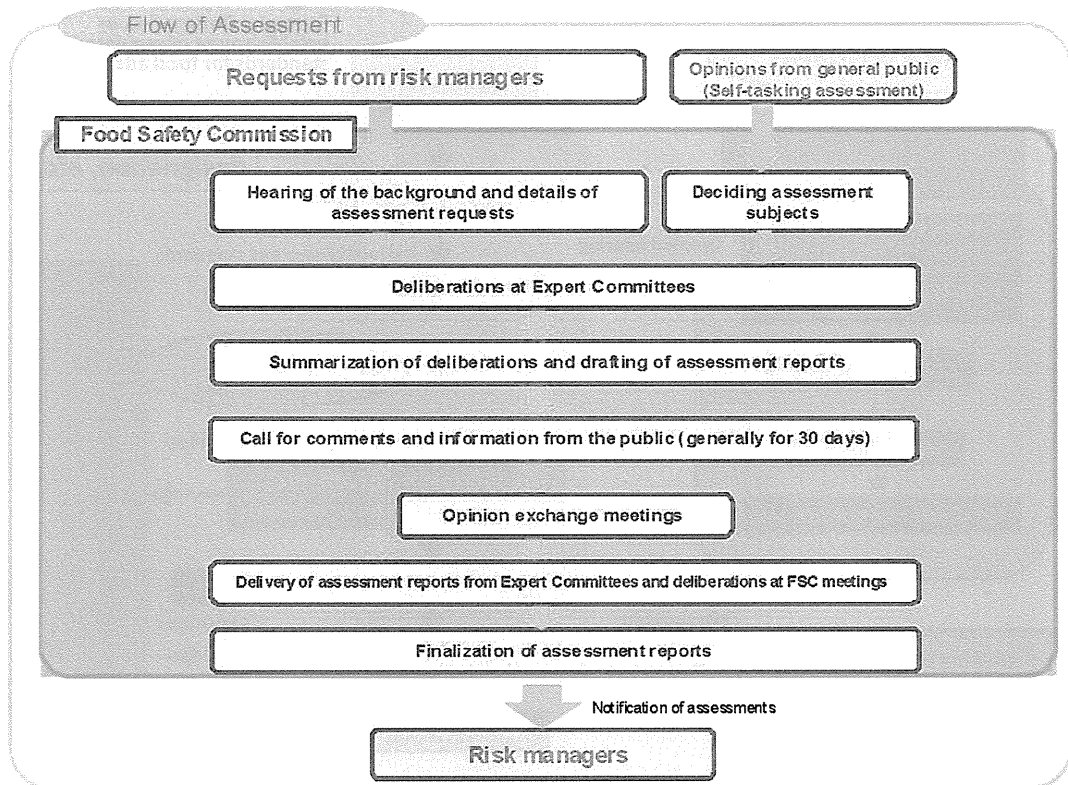 Flow of Assessment
Requests from risk managers
Opinions from general public
(Self-tasking assessment)
Food Safety Commission
Hearing of the background and details of
assessment requests
Deciding assessment
subjects
Deliberations at Expert Committees
Summarization of deliberations and drafting of assessment reports
Call for comments and information from the public (generally for 30 days)
Opinion exchange meetings
Delivery of assessment reports from Expert Committees and deliberations at FSC meetings
Finalization of assessment reports
Notification of assessments
Risk managers